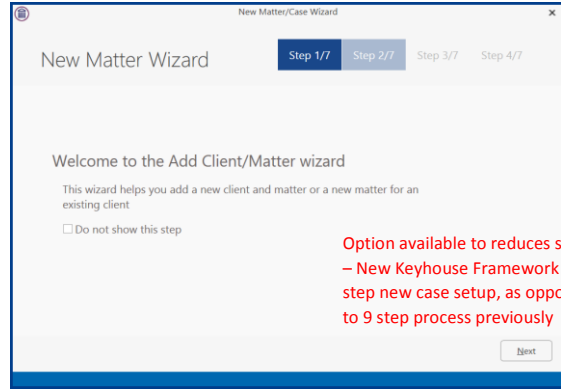 New Matter/Case Wizard
New Matter Wizard
Step 1/7 Step 2/7 Step 3/7 Step 4/7
Welcome to the Add Client/Matter wizard
This wizard helps you add a new client and matter or a new matter for an
existing client
Do not show this step
Option available to reduces
– New Keyhouse Framework
step new case setup, as
to 9 step process previously
Next